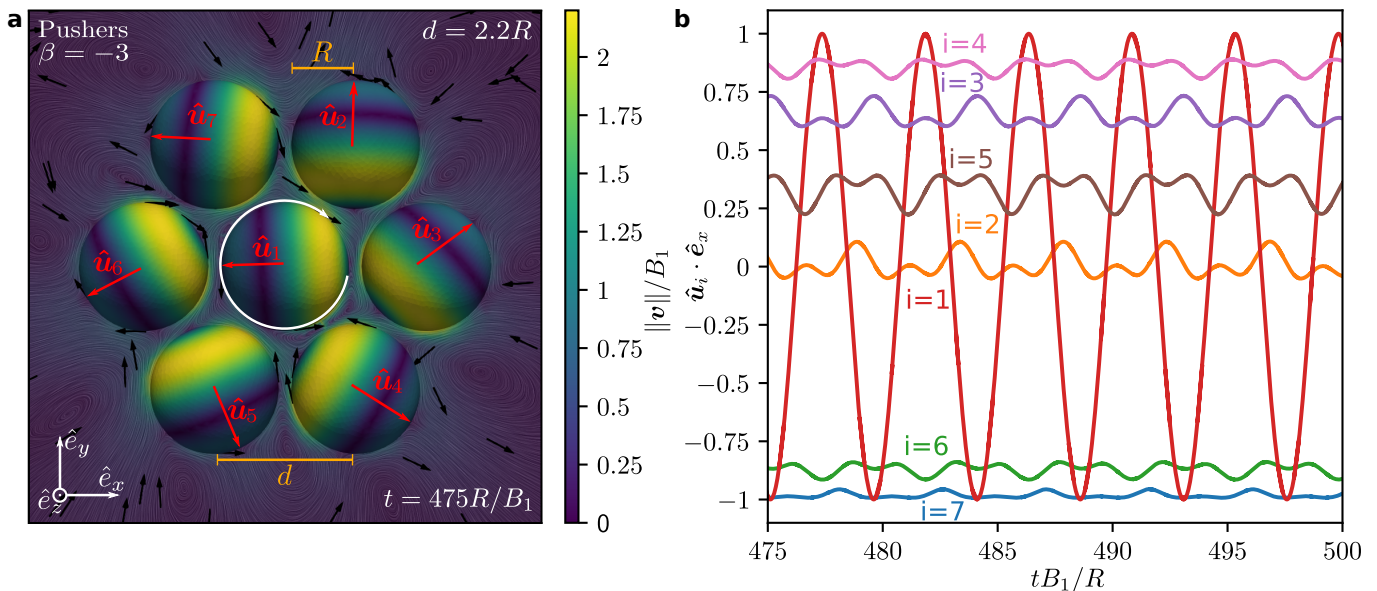 a
Pushers
β = −3
d = 2.2R
R
û₇
û₂
û₁
û₃
û₆
û₅
û₄
d
ê_y
ê_x
ê_z
t = 475R/B₁
2
1.75
1.5
1.25
1
0.75
0.5
0.25
0
‖v‖/B₁
b
1
0.75
0.5
0.25
0
−0.25
−0.5
−0.75
−1
û_i · ê_x
i=4
i=3
i=5
i=2
i=1
i=6
i=7
475
480
485
490
495
500
tB₁/R